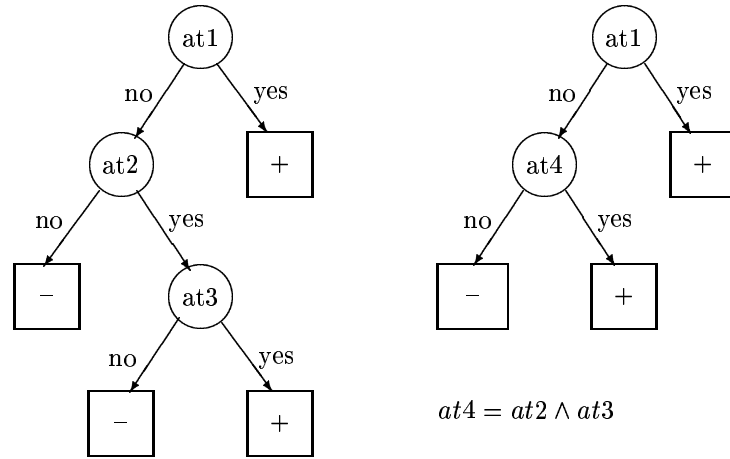 at1
no
yes
at2
+
no
yes
–
at3
no
yes
–
+
at1
no
yes
at4
+
no
yes
–
+
at4 = at2 ∧ at3